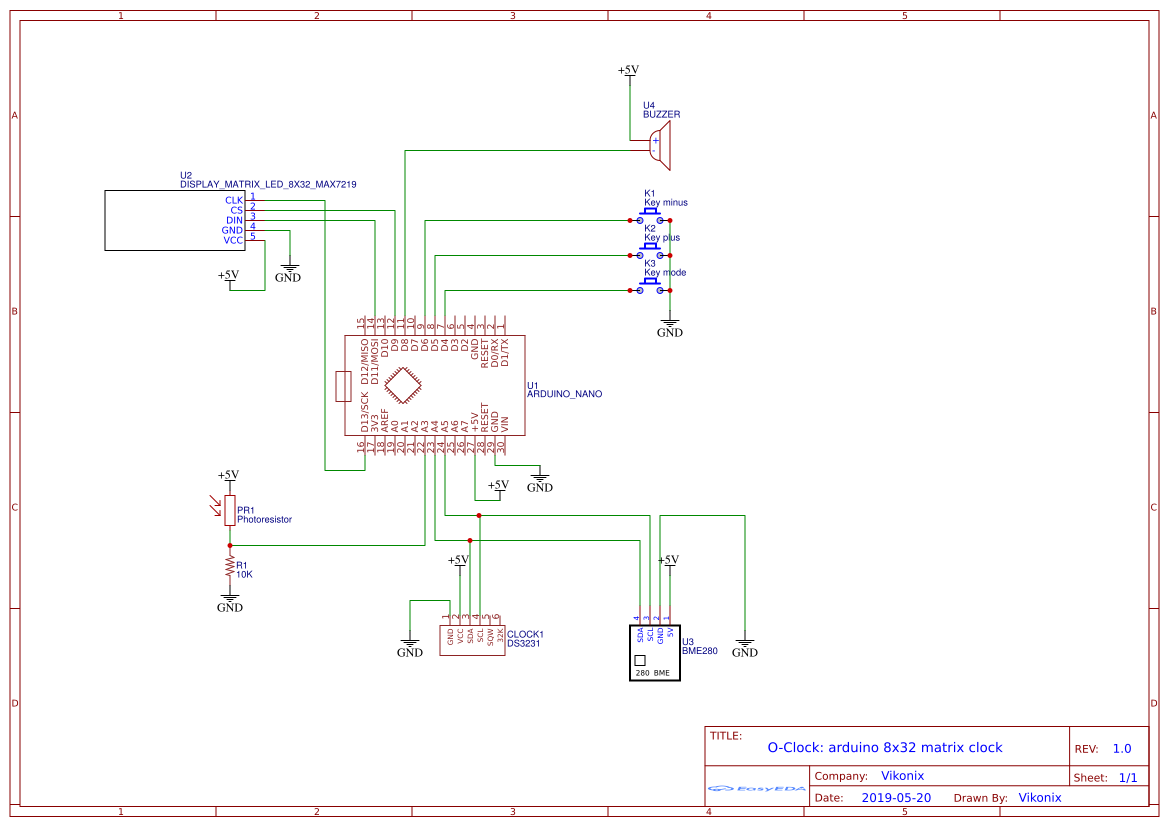 1 2 3 4 5
A A
B B
C C
D D
+5V
U4
BUZZER
+
-
U2
DISPLAY_MATRIX_LED_8X32_MAX7219
CLK 1
CS 2
DIN 3
GND 4
VCC 5
+5V
GND
K1
Key minus
K2
Key plus
K3
Key mode
GND
15 14 13 12 11 10 9 8 7 6 5 4 3 2 1
D12/MISO D11/MOSI D10 D9 D8 D7 D6 D5 D4 D3 D2 GND RESET D0/RX D1/TX
U1
ARDUINO_NANO
D13/SCK 3V3 AREF A0 A1 A2 A3 A4 A5 A6 A7 +5V RESET GND VIN
16 17 18 19 20 21 22 23 24 25 26 27 28 29 30
+5V
GND
+5V
PR1
Photoresistor
R1
10K
GND
+5V
1 2 3 4 5 6
GND VCC SDA SCL SQW 32K
CLOCK1
DS3231
GND
+5V
4 3 2 1
SDA SCL GND 5V
U3
BME280
280 BME
GND
TITLE:
O-Clock: arduino 8x32 matrix clock
REV: 1.0
Company: Vikonix
Sheet: 1/1
EasyEDA
Date: 2019-05-20 Drawn By: Vikonix
1 2 3 4 5